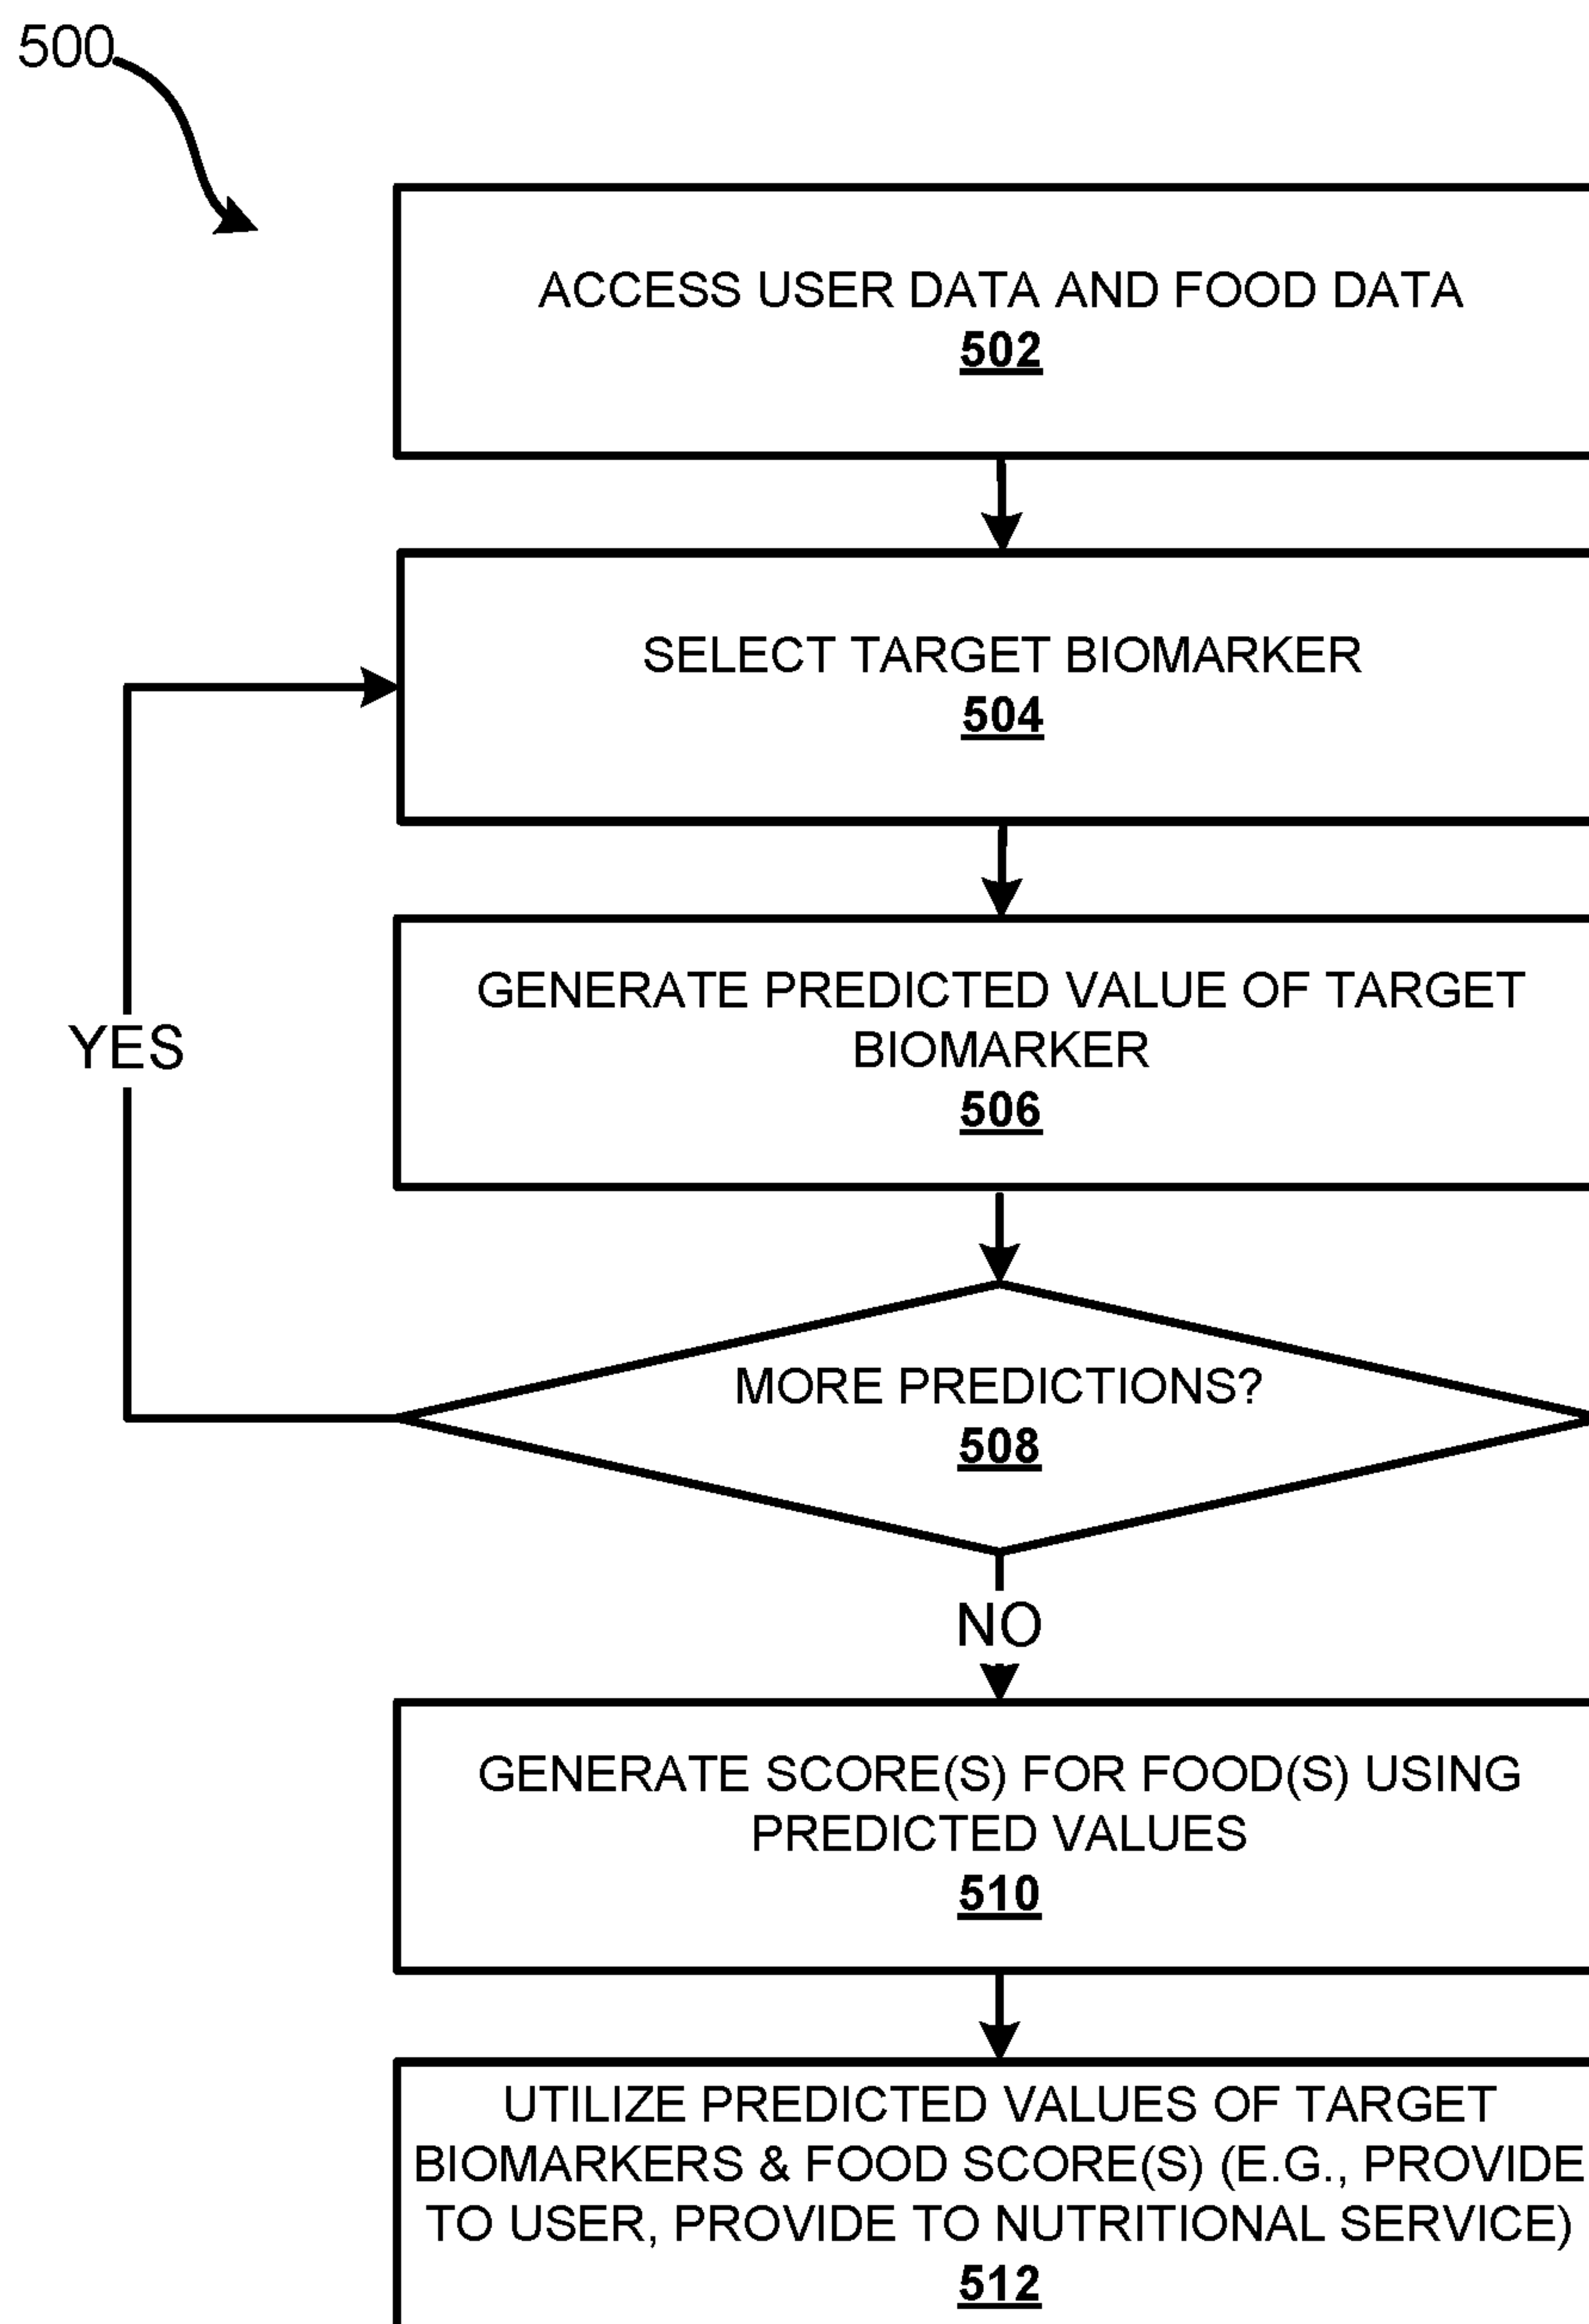 500
ACCESS USER DATA AND FOOD DATA
502
SELECT TARGET BIOMARKER
504
GENERATE PREDICTED VALUE OF TARGET
BIOMARKER
506
YES
MORE PREDICTIONS?
508
NO
GENERATE SCORE(S) FOR FOOD(S) USING
PREDICTED VALUES
510
UTILIZE PREDICTED VALUES OF TARGET
BIOMARKERS & FOOD SCORE(S) (E.G., PROVIDE
TO USER, PROVIDE TO NUTRITIONAL SERVICE)
512